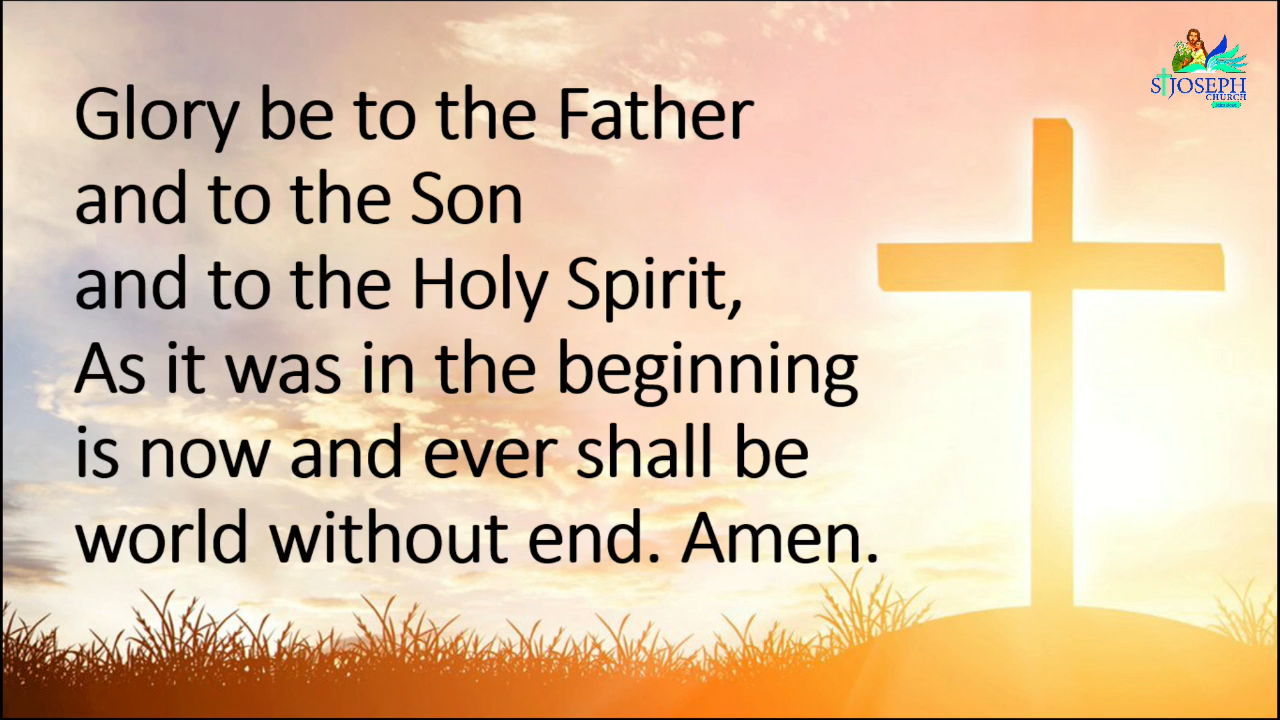 Glory be to the Father
and to the Son
and to the Holy Spirit,
As it was in the beginning
is now and ever shall be
world without end. Amen.
ST JOSEPH
CHURCH